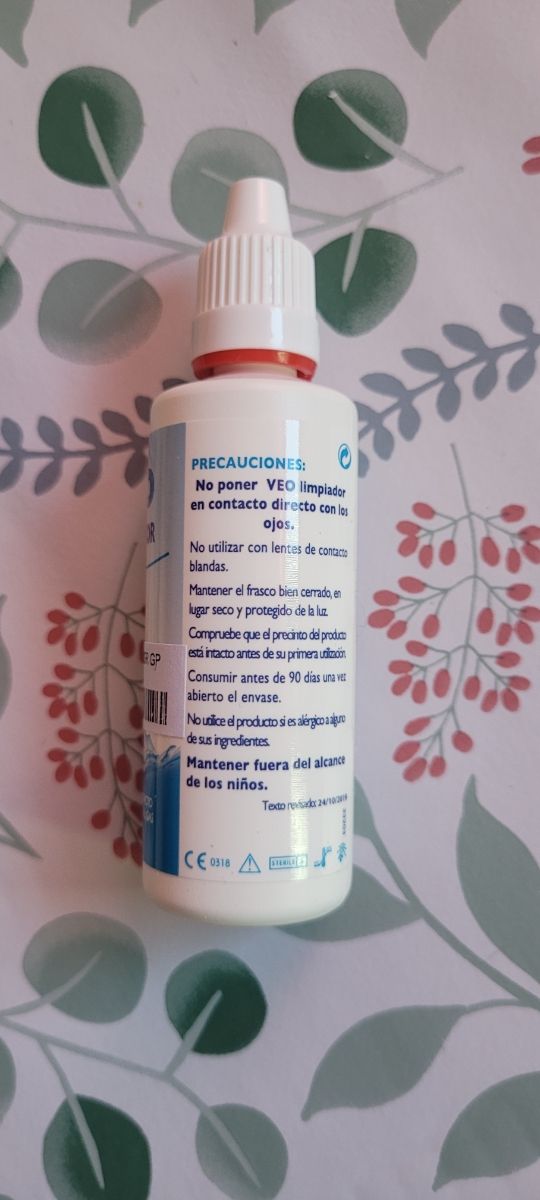 PRECAUCIONES:
No poner VEO limpiador
en contacto directo con los
ojos.
No utilizar con lentes de contacto
blandas.
Mantener el frasco bien cerrado, en
lugar seco y protegido de la luz.
Compruebe que el precinto del producto
está intacto antes de su primera utilización.
Consumir antes de 90 días una vez
abierto el envase.
No utilice el producto si es alérgico a alguno
de sus ingredientes.
Mantener fuera del alcance
de los niños.
Texto revisado: 24/10/2016
CE 0318
STERILE A
OR
GP